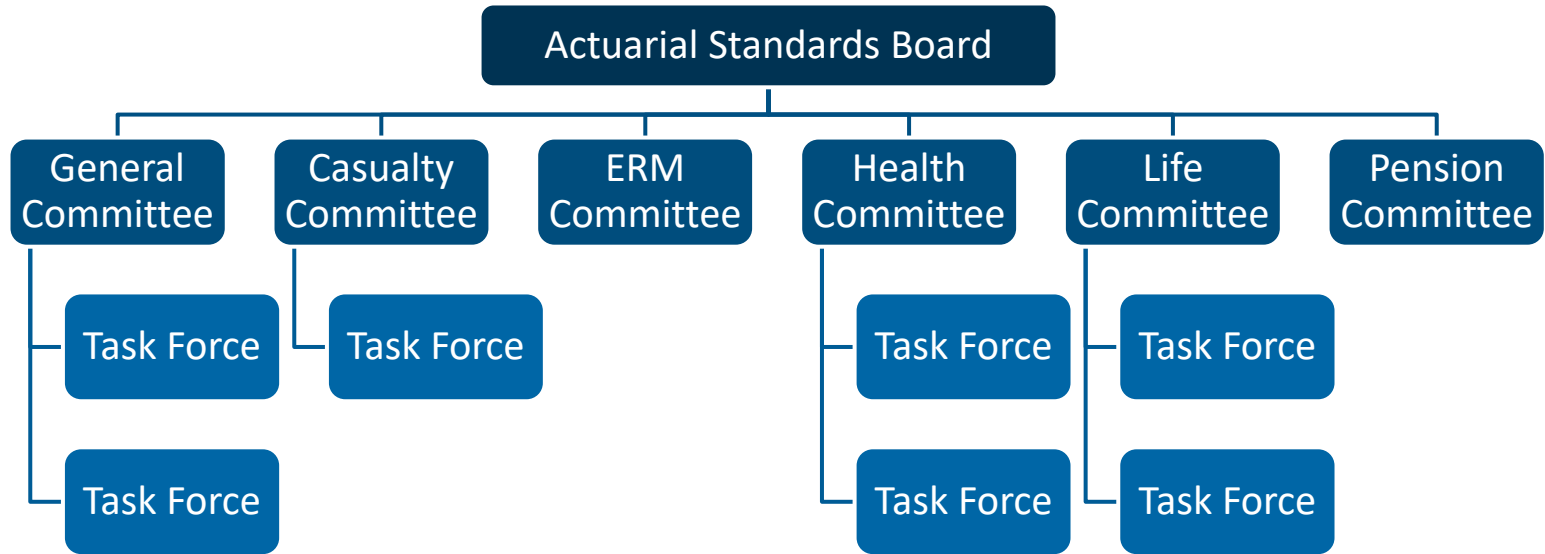 Actuarial Standards Board
General
Committee
Casualty
Committee
ERM
Committee
Health
Committee
Life
Committee
Pension
Committee
Task Force
Task Force
Task Force
Task Force
Task Force
Task Force
Task Force